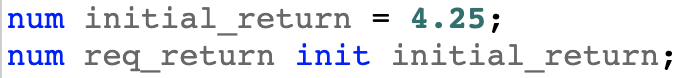 num initial_return = 4.25;
num req_return init initial_return;